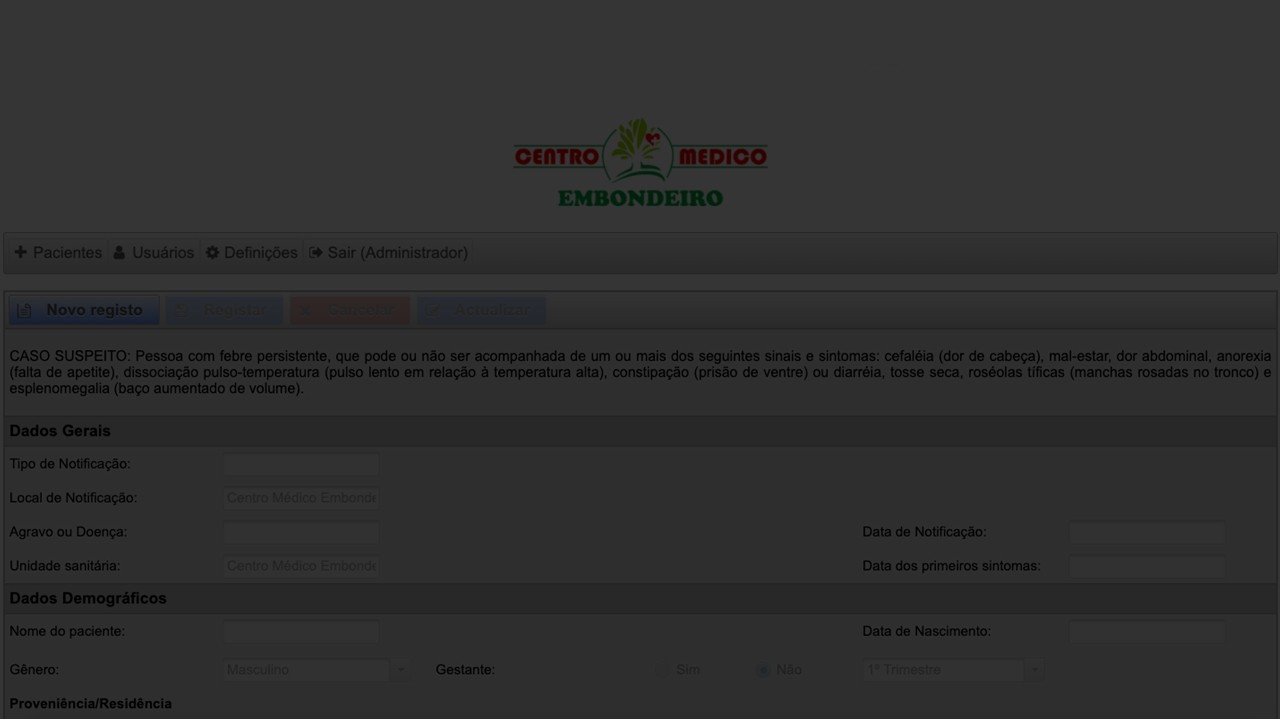 CENTRO MEDICO
EMBONDEIRO
Pacientes Usuários Definições Sair (Administrador)
Novo registo Registar Cancelar Actualizar
CASO SUSPEITO: Pessoa com febre persistente, que pode ou não ser acompanhada de um ou mais dos seguintes sinais e sintomas: cefaléia (dor de cabeça), mal-estar, dor abdominal, anorexia
(falta de apetite), dissociação pulso-temperatura (pulso lento em relação à temperatura alta), constipação (prisão de ventre) ou diarréia, tosse seca, roséolas tíficas (manchas rosadas no tronco) e
esplenomegalia (baço aumentado de volume).
Dados Gerais
Tipo de Notificação:
Local de Notificação: Centro Médico Embonde
Agravo ou Doença: Data de Notificação:
Unidade sanitária: Centro Médico Embonde Data dos primeiros sintomas:
Dados Demográficos
Nome do paciente: Data de Nascimento:
Gênero: Masculino Gestante: Sim Não 1º Trimestre
Proveniência/Residência